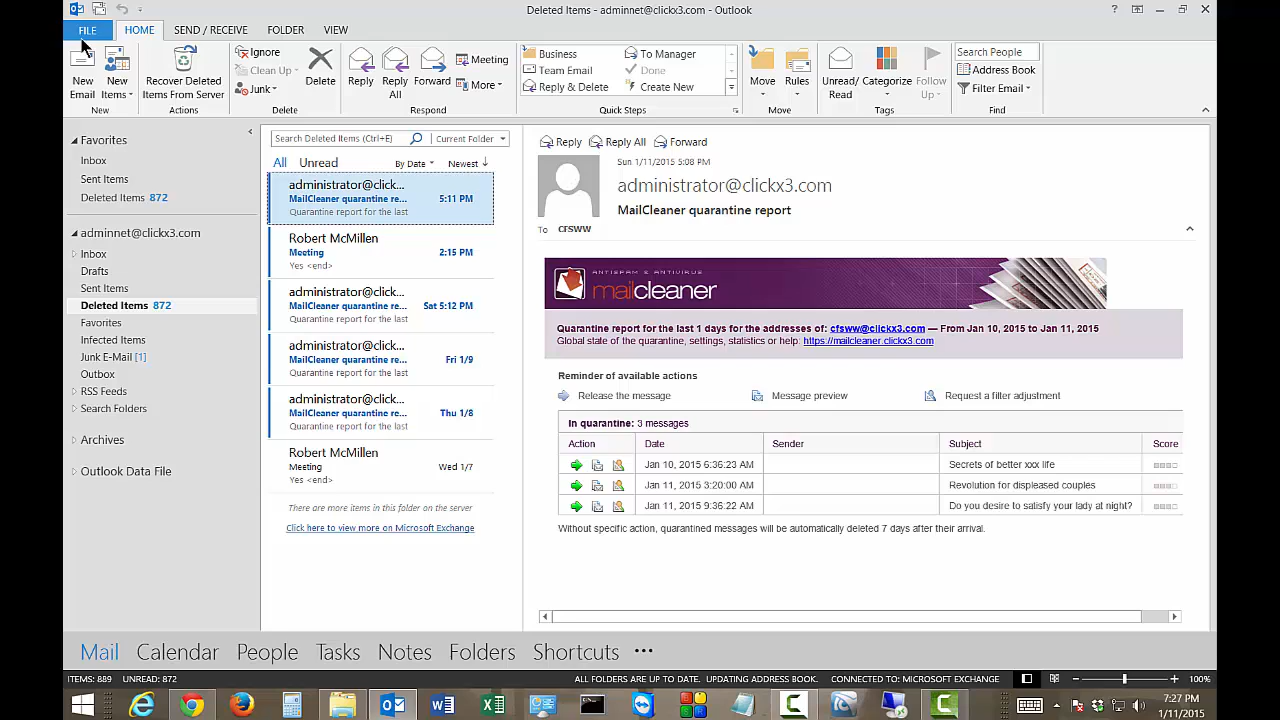 Deleted Items - adminnet@clickx3.com - Outlook
FILE HOME SEND / RECEIVE FOLDER VIEW
New Email
New Items
New
Recover Deleted Items From Server
Actions
Ignore
Clean Up
Junk
Delete
Delete
Reply
Reply All
Forward
Meeting
More
Respond
Business
Team Email
Reply & Delete
To Manager
Done
Create New
Quick Steps
Move
Rules
Move
Unread/ Read
Categorize
Follow Up
Tags
Search People
Address Book
Filter Email
Find
Favorites
Inbox
Sent Items
Deleted Items 872
adminnet@clickx3.com
Inbox
Drafts
Sent Items
Deleted Items 872
Favorites
Infected Items
Junk E-Mail [1]
Outbox
RSS Feeds
Search Folders
Archives
Outlook Data File
Search Deleted Items (Ctrl+E) Current Folder
All Unread By Date Newest
administrator@click...
MailCleaner quarantine re... 5:11 PM
Quarantine report for the last
Robert McMillen
Meeting 2:15 PM
Yes <end>
administrator@click...
MailCleaner quarantine re... Sat 5:12 PM
Quarantine report for the last
administrator@click...
MailCleaner quarantine re... Fri 1/9
Quarantine report for the last
administrator@click...
MailCleaner quarantine re... Thu 1/8
Quarantine report for the last
Robert McMillen
Meeting Wed 1/7
Yes <end>
There are more items in this folder on the server
Click here to view more on Microsoft Exchange
Reply Reply All Forward
Sun 1/11/2015 5:08 PM
administrator@clickx3.com
MailCleaner quarantine report
To CFSWW
ANTISPAM & ANTIVIRUS
mailcleaner
Quarantine report for the last 1 days for the addresses of: cfsww@clickx3.com — From Jan 10, 2015 to Jan 11, 2015
Global state of the quarantine, settings, statistics or help: https://mailcleaner.clickx3.com
Reminder of available actions
Release the message Message preview Request a filter adjustment
In quarantine: 3 messages
Action Date Sender Subject Score
Jan 10, 2015 6:36:23 AM Secrets of better xxx life
Jan 11, 2015 3:20:00 AM Revolution for displeased couples
Jan 11, 2015 9:36:22 AM Do you desire to satisfy your lady at night?
Without specific action, quarantined messages will be automatically deleted 7 days after their arrival.
Mail Calendar People Tasks Notes Folders Shortcuts •••
ITEMS: 889 UNREAD: 872 ALL FOLDERS ARE UP TO DATE. UPDATING ADDRESS BOOK. CONNECTED TO: MICROSOFT EXCHANGE 100%
7:27 PM
1/11/2015